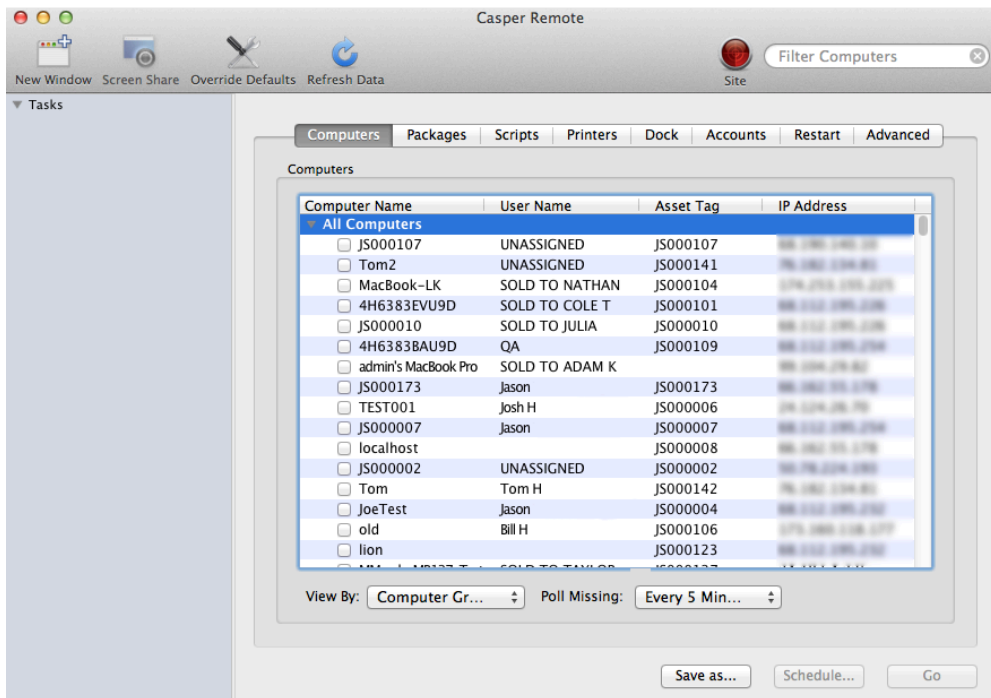 Casper Remote
New Window Screen Share Override Defaults Refresh Data Site Filter Computers
Tasks
Computers Packages Scripts Printers Dock Accounts Restart Advanced
Computers
Computer Name User Name Asset Tag IP Address
All Computers
JS000107 UNASSIGNED JS000107
Tom2 UNASSIGNED JS000141
MacBook-LK SOLD TO NATHAN JS000104
4H6383EVU9D SOLD TO COLE T JS000101
JS000010 SOLD TO JULIA JS000010
4H6383BAU9D QA JS000109
admin's MacBook Pro SOLD TO ADAM K
JS000173 Jason JS000173
TEST001 Josh H JS000006
JS000007 Jason JS000007
localhost JS000008
JS000002 UNASSIGNED JS000002
Tom Tom H JS000142
JoeTest Jason JS000004
old Bill H JS000106
lion JS000123
View By: Computer Gr... Poll Missing: Every 5 Min...
Save as... Schedule... Go